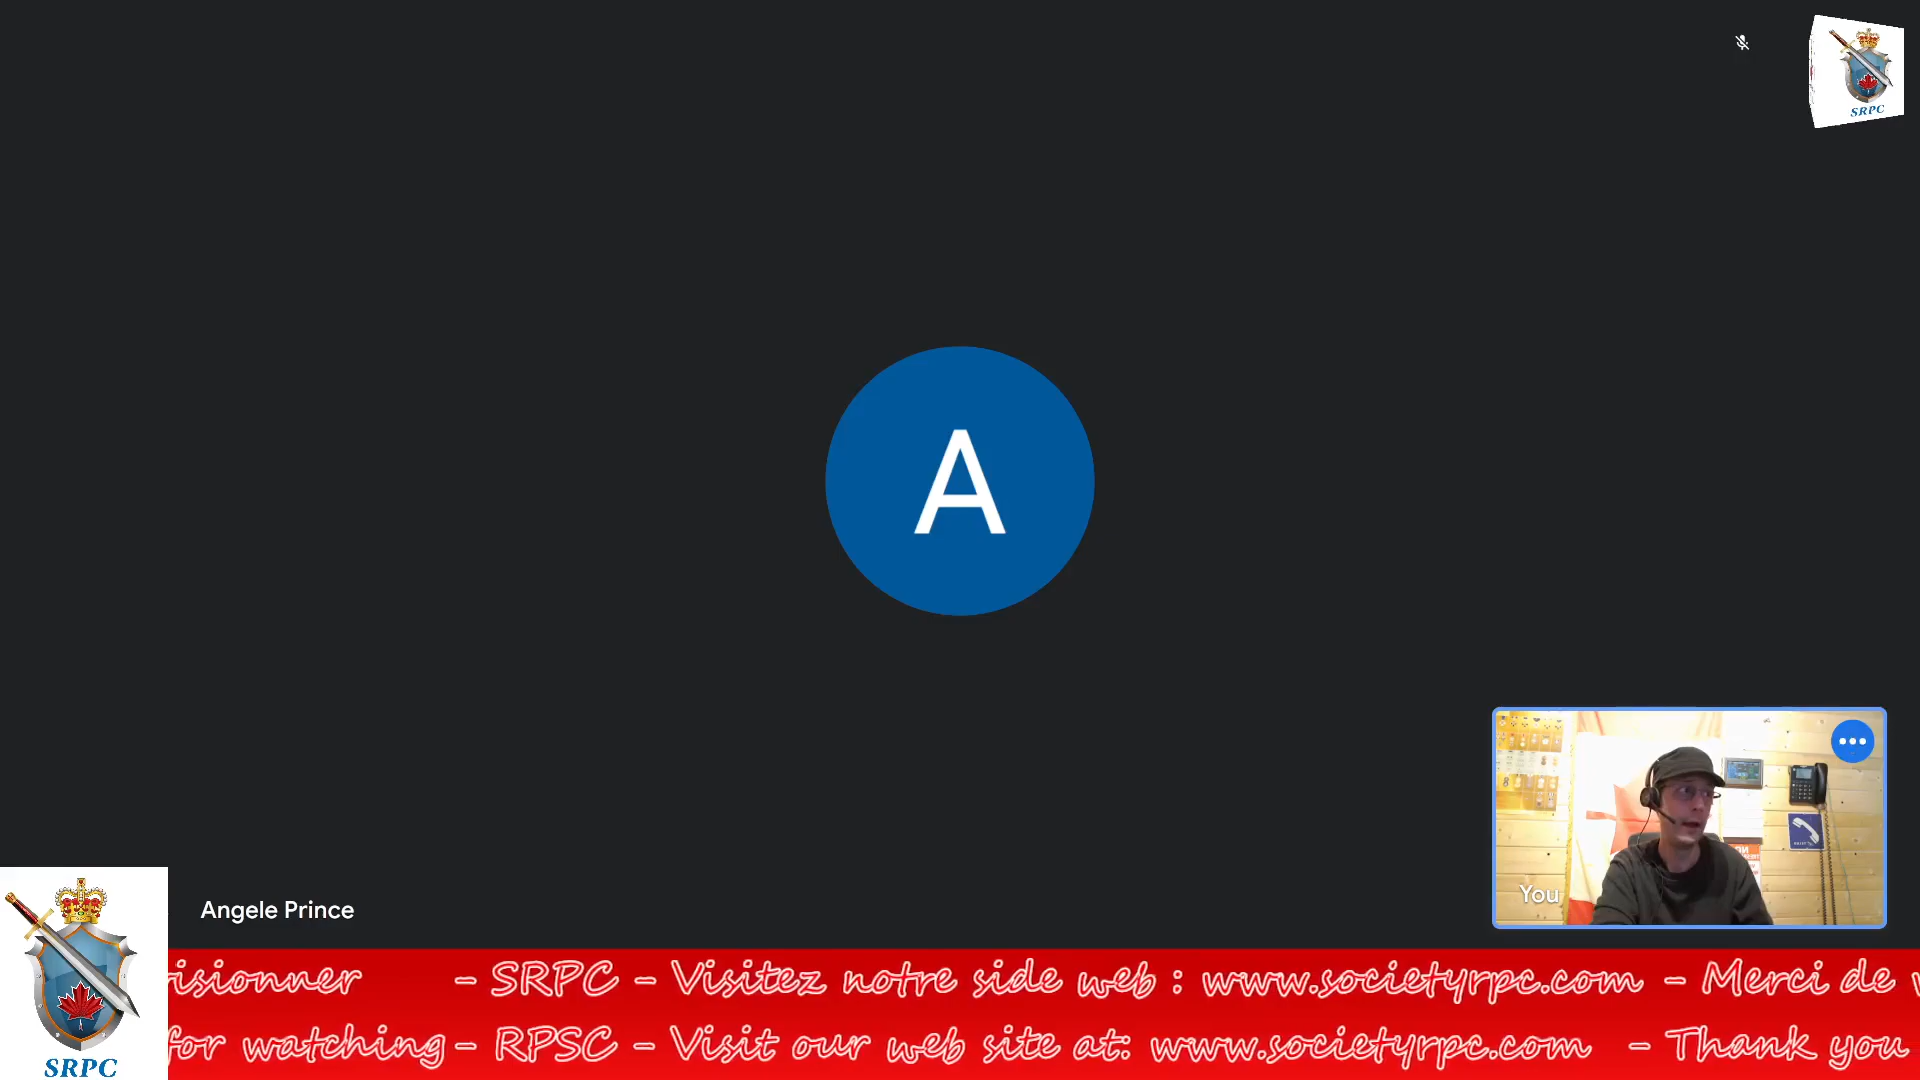 SRPC
A
You
Angele Prince
SRPC
risionner - SRPC - Visitez notre side web : www.societyrpc.com - Merci de v
for watching - RPSC - Visit our web site at: www.societyrpc.com - Thank you